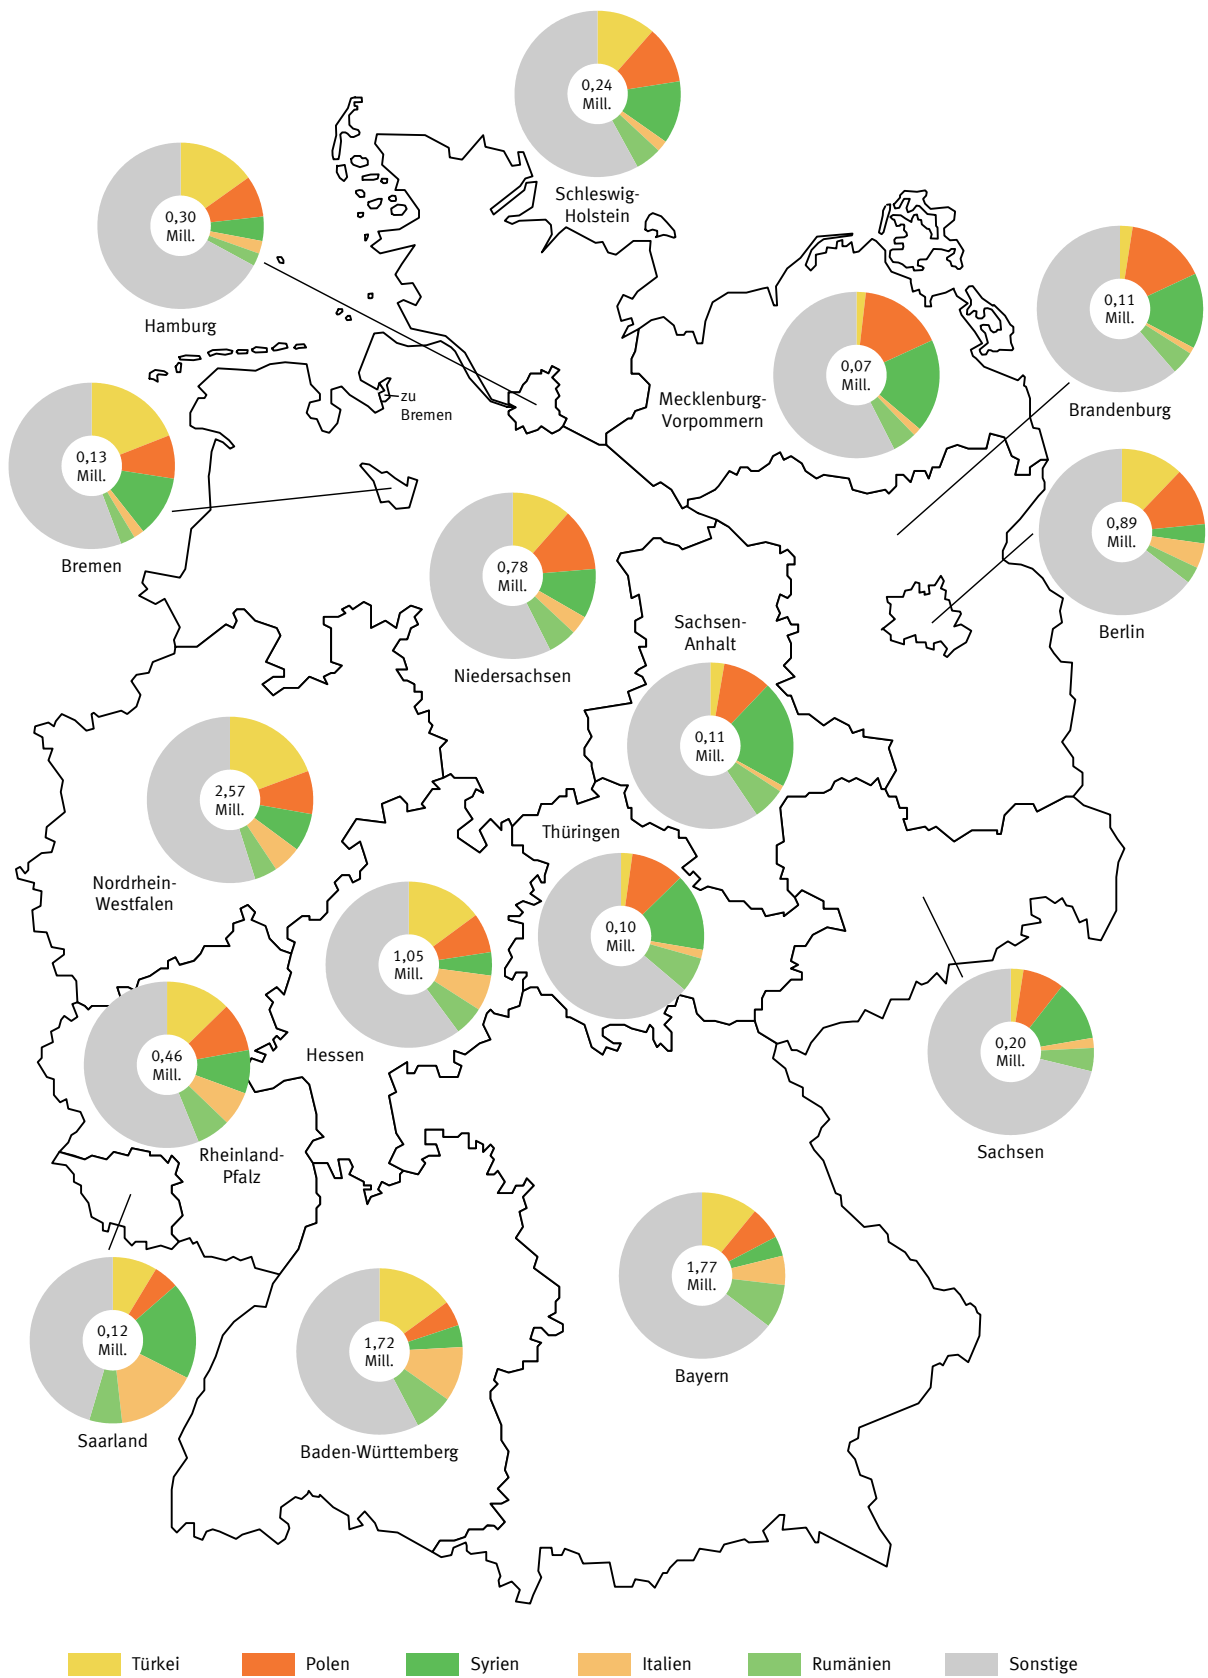 0,24
Mill.
Schleswig-
Holstein
0,30
Mill.
Hamburg
0,11
Mill.
Brandenburg
0,07
Mill.
Mecklenburg-
Vorpommern
zu
Bremen
0,13
Mill.
Bremen
0,89
Mill.
Berlin
0,78
Mill.
Niedersachsen
Sachsen-
Anhalt
0,11
Mill.
2,57
Mill.
Nordrhein-
Westfalen
Thüringen
0,10
Mill.
1,05
Mill.
Hessen
0,46
Mill.
Rheinland-
Pfalz
0,20
Mill.
Sachsen
0,12
Mill.
Saarland
1,72
Mill.
Baden-Württemberg
1,77
Mill.
Bayern
Türkei
Polen
Syrien
Italien
Rumänien
Sonstige